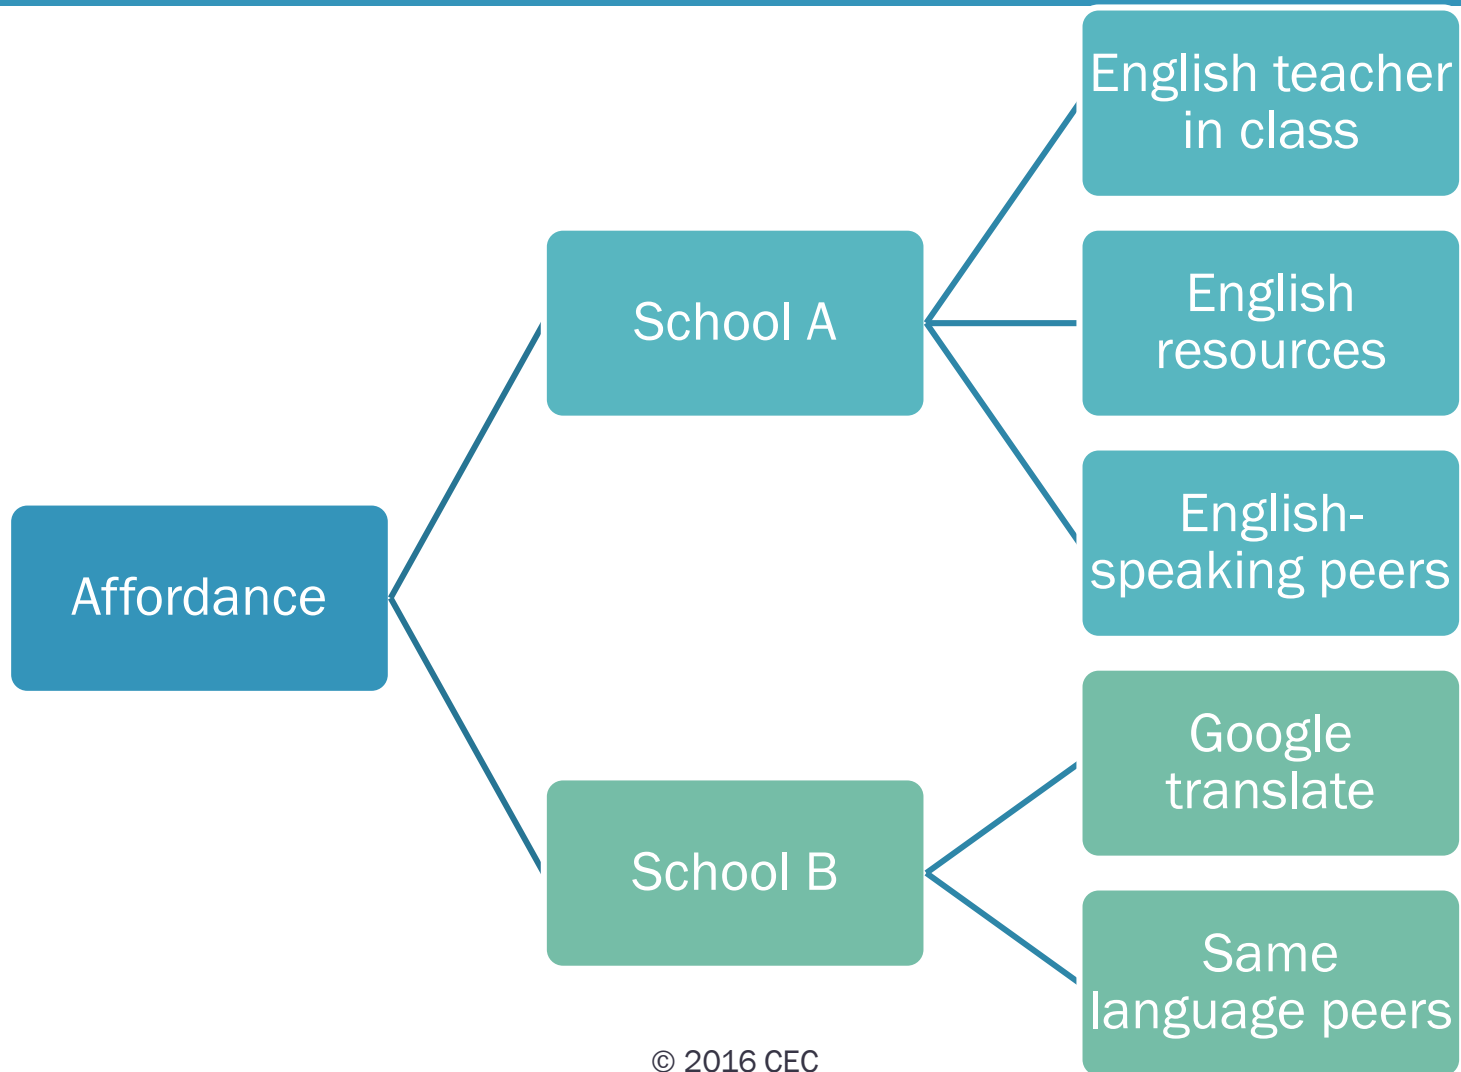 English teacher
in class
School A
English
resources
English-
speaking peers
Affordance
Google
translate
School B
Same
language peers
© 2016 CEC